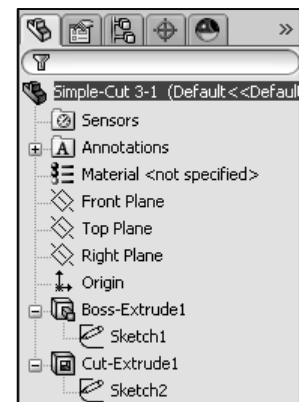 »
Simple-Cut 3-1 (Default<<Default
Sensors
A Annotations
Material <not specified>
Front Plane
Top Plane
Right Plane
Origin
Boss-Extrude1
Sketch1
Cut-Extrude1
Sketch2